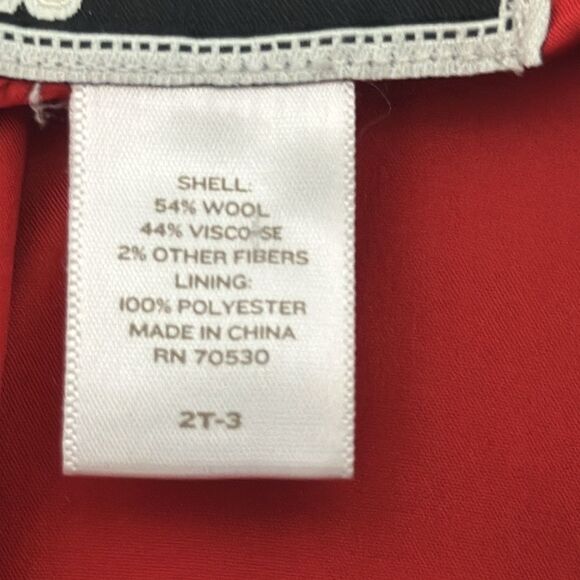 SHELL:
54% WOOL
44% VISCOSE
2% OTHER FIBERS
LINING:
100% POLYESTER
MADE IN CHINA
RN 70530
2T-3